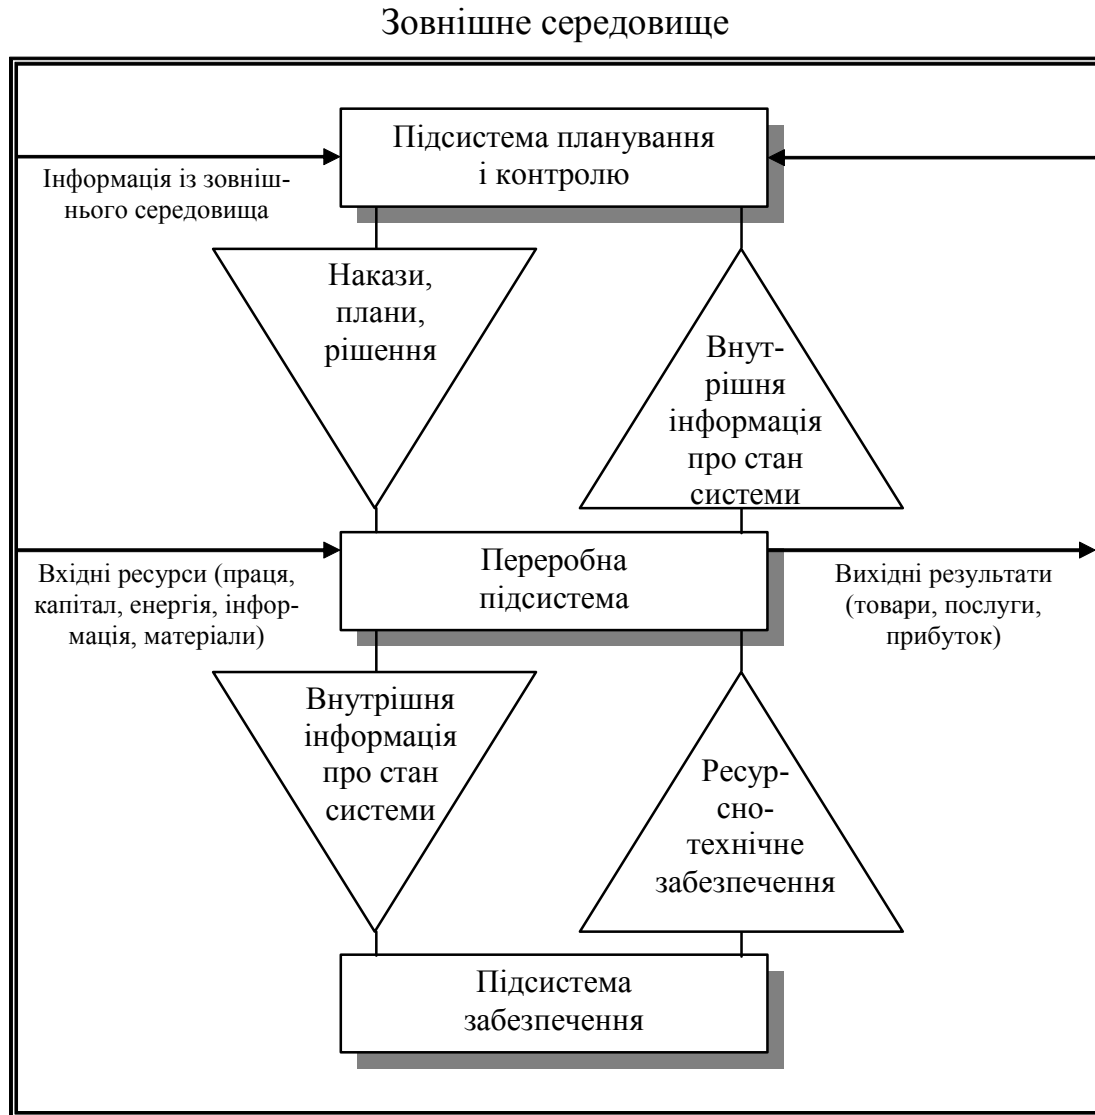 Зовнішне середовище
Підсистема планування
і контролю
Інформація із зовніш-
нього середовища
Накази,
плани,
рішення
Внут-
рішня
інформація
про стан
системи
Переробна
підсистема
Вхідні ресурси (праця,
капітал, енергія, інфор-
мація, матеріали)
Вихідні результати
(товари, послуги,
прибуток)
Внутрішня
інформація
про стан
системи
Ресур-
сно-
технічне
забезпечення
Підсистема
забезпечення